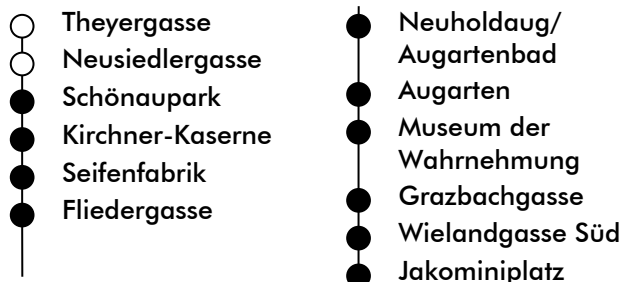 Theyergasse
Neusiedlergasse
Schönaupark
Kirchner-Kaserne
Seifenfabrik
Fliedergasse
Neuholdaug/
Augartenbad
Augarten
Museum der
Wahrnehmung
Grazbachgasse
Wielandgasse Süd
Jakominiplatz